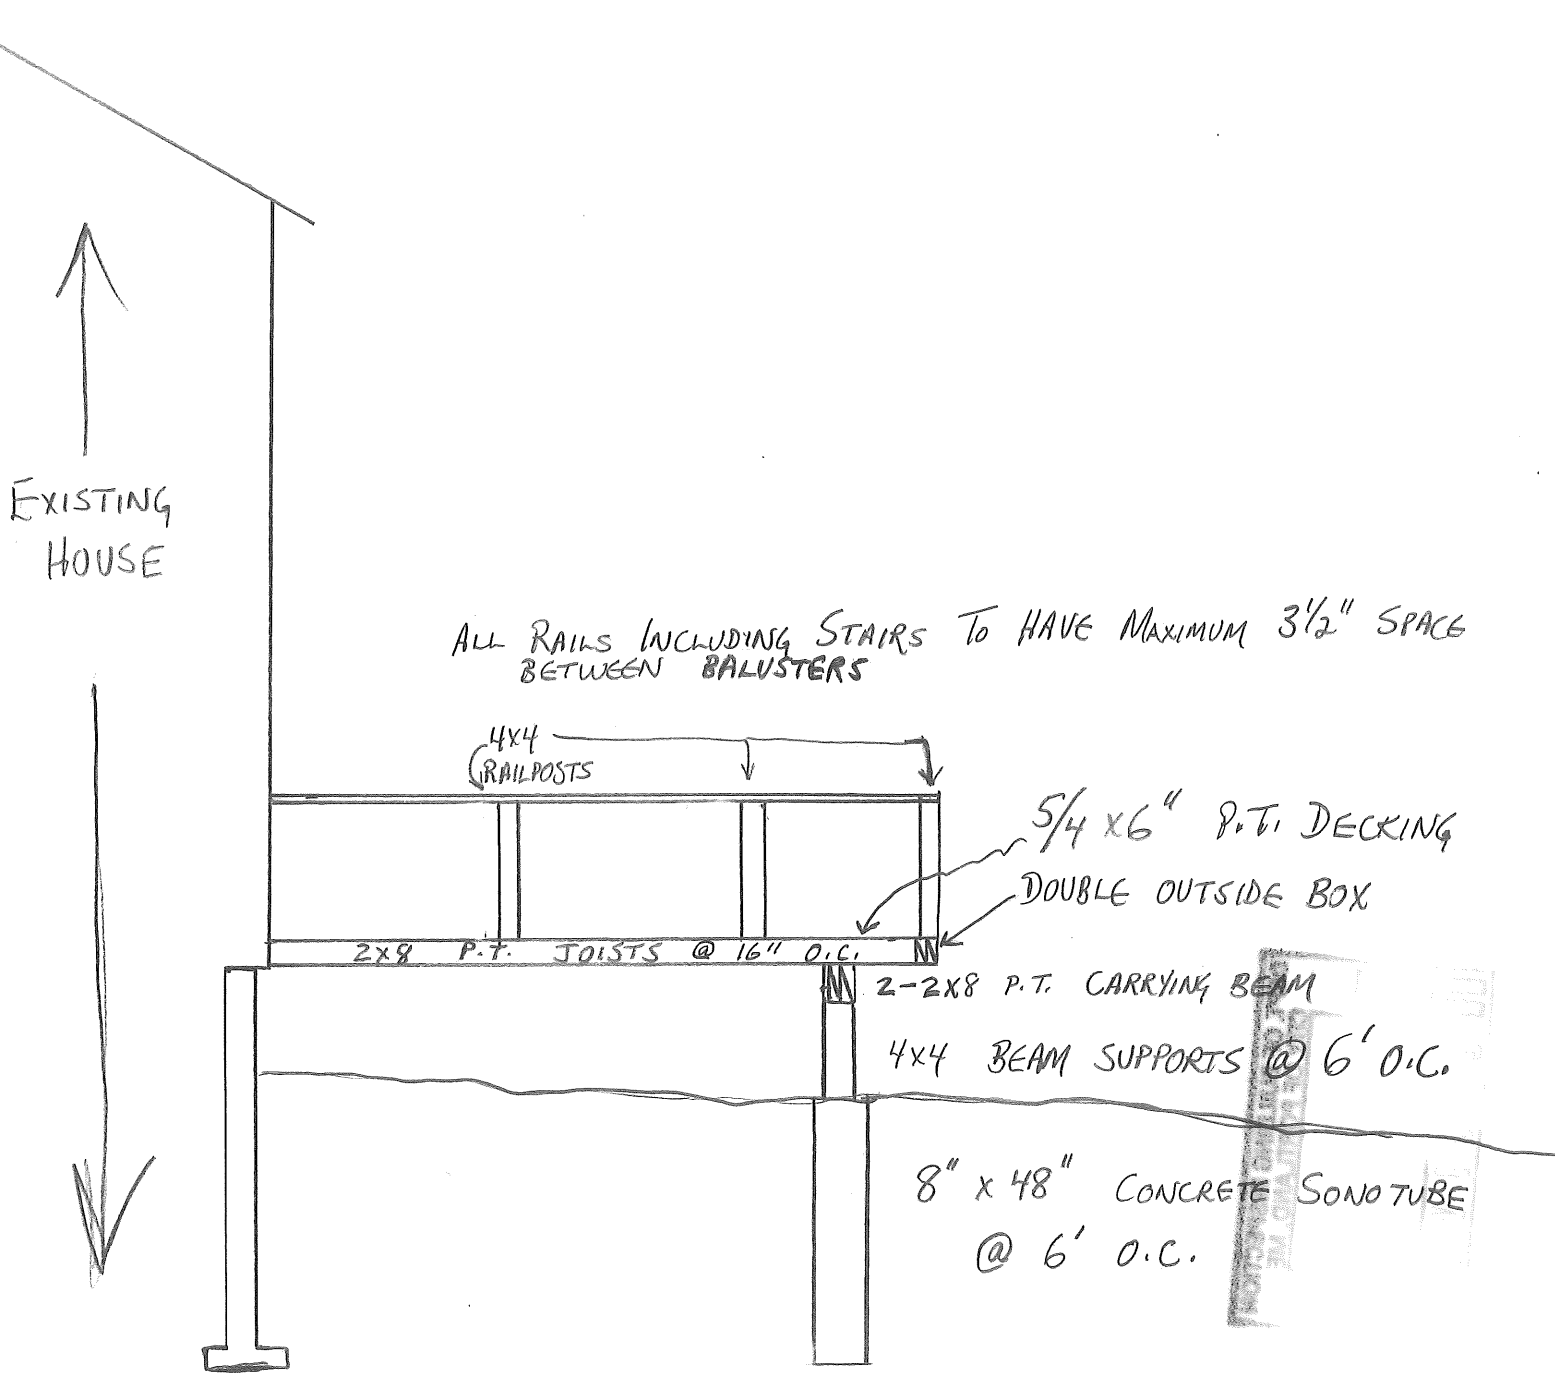 EXISTING
HOUSE
ALL RAILS INCLUDING STAIRS TO HAVE MAXIMUM 3½" SPACE
BETWEEN BALUSTERS
4X4
RAILPOSTS
5/4 X 6" P.T. DECKING
DOUBLE OUTSIDE BOX
2X8 P.T. JOISTS @ 16" O.C.
2-2X8 P.T. CARRYING BEAM
4X4 BEAM SUPPORTS @ 6' O.C.
8" X 48" CONCRETE SONOTUBE
@ 6' O.C.